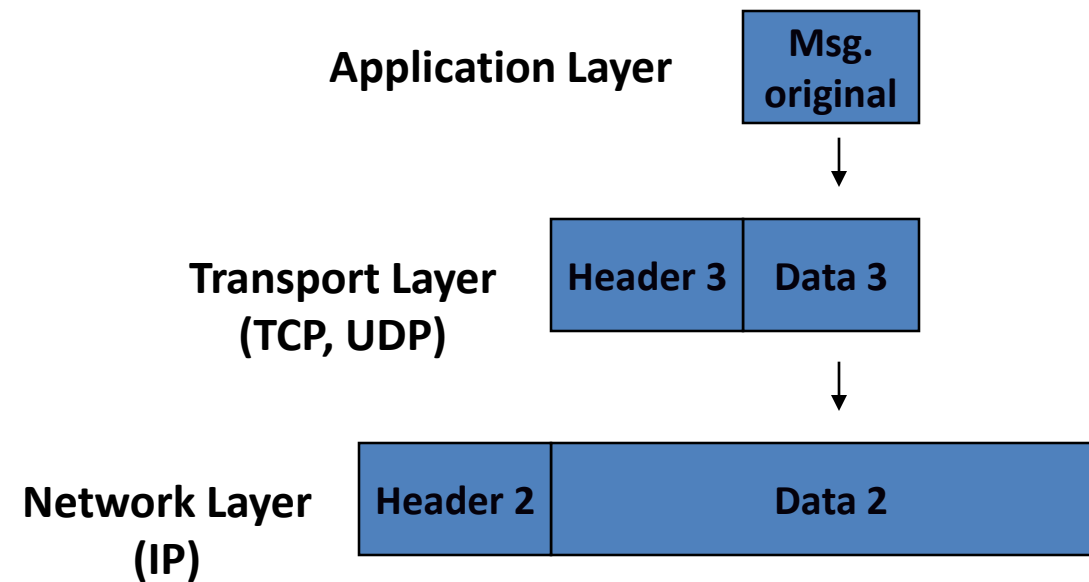 Application Layer
Msg.
original
Transport Layer
(TCP, UDP)
Header 3
Data 3
Network Layer
(IP)
Header 2
Data 2